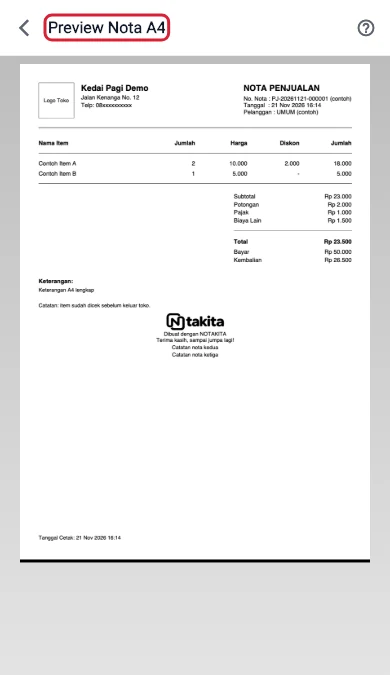 Preview Nota A4
Logo Toko
Kedai Pagi Demo
Jalan Kenanga No. 12
Telp: 08xxxxxxxxxx
NOTA PENJUALAN
No. Nota : PJ-20261121-000001 (contoh)
Tanggal : 21 Nov 2026 16:14
Pelanggan : UMUM (contoh)
Nama Item Jumlah Harga Diskon Jumlah
Contoh Item A 2 10.000 2.000 18.000
Contoh Item B 1 5.000 - 5.000
Subtotal Rp 23.000
Potongan Rp 2.000
Pajak Rp 1.000
Biaya Lain Rp 1.500
Total Rp 23.500
Bayar Rp 50.000
Kembalian Rp 26.500
Keterangan:
Keterangan A4 lengkap
Catatan: Item sudah dicek sebelum keluar toko.
Notakita
Dibuat dengan NOTAKITA
Terima kasih, sampai jumpa lagi!
Catatan nota kedua
Catatan nota ketiga
Tanggal Cetak: 21 Nov 2026 16:14